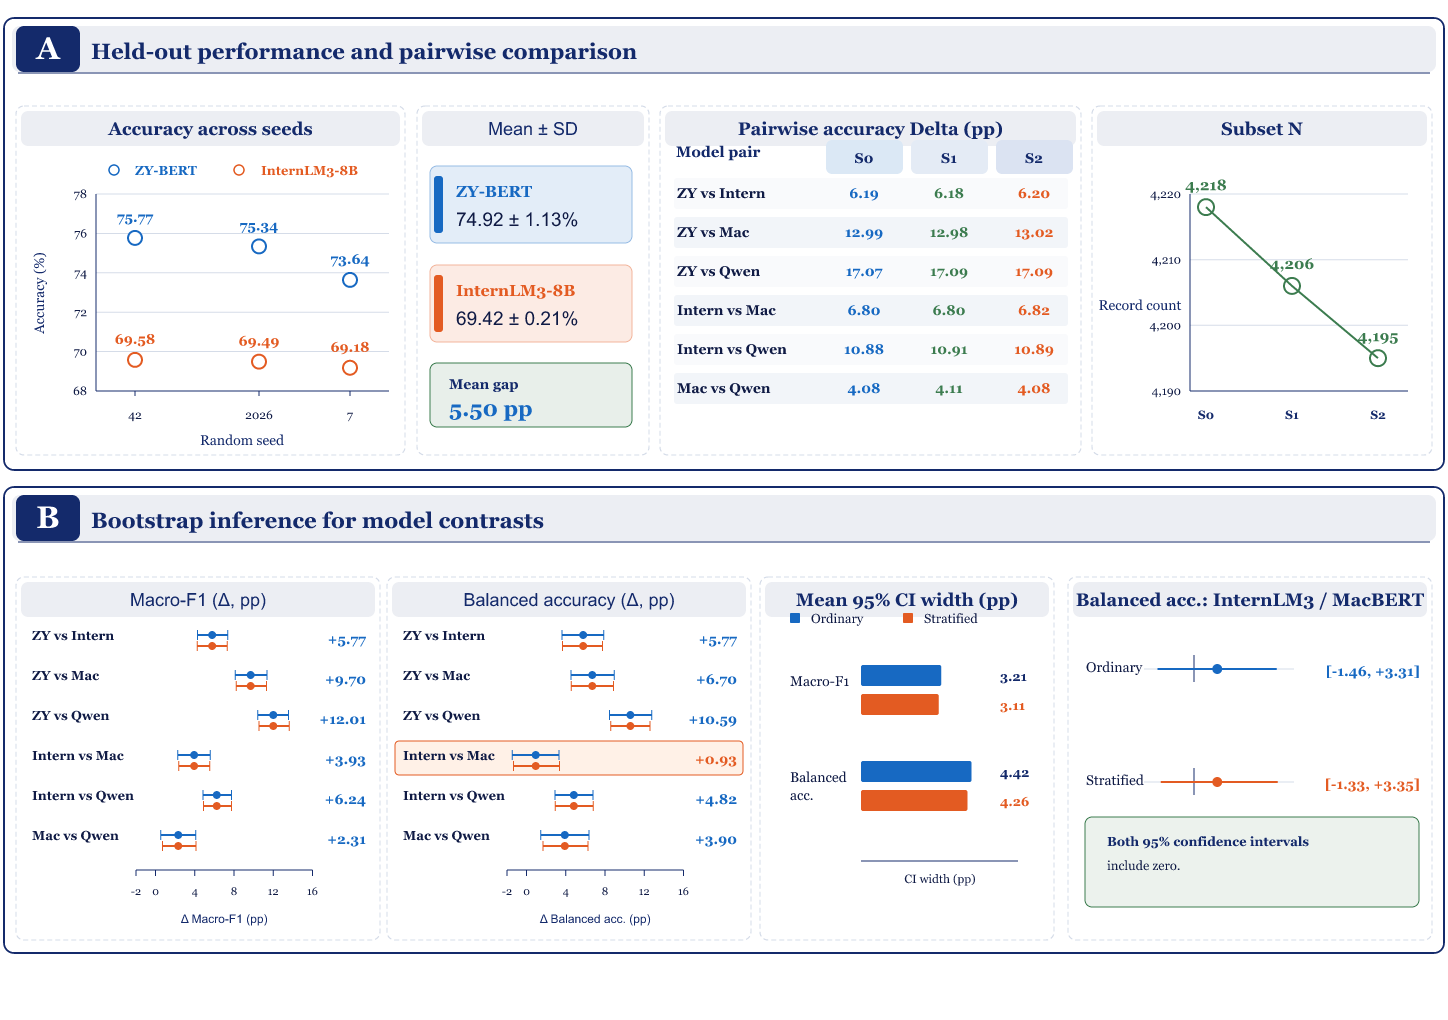 A
Held-out performance and pairwise comparison
Accuracy across seeds
ZY-BERT
InternLM3-8B
78
76
74
72
70
68
Accuracy (%)
75.77
75.34
73.64
69.58
69.49
69.18
42
2026
7
Random seed
Mean ± SD
ZY-BERT
74.92 ± 1.13%
InternLM3-8B
69.42 ± 0.21%
Mean gap
5.50 pp
Pairwise accuracy Delta (pp)
Model pair S0 S1 S2
ZY vs Intern 6.19 6.18 6.20
ZY vs Mac 12.99 12.98 13.02
ZY vs Qwen 17.07 17.09 17.09
Intern vs Mac 6.80 6.80 6.82
Intern vs Qwen 10.88 10.91 10.89
Mac vs Qwen 4.08 4.11 4.08
Subset N
4,220
4,210
Record count
4,200
4,190
4,218
4,206
4,195
S0 S1 S2
B
Bootstrap inference for model contrasts
Macro-F1 (Δ, pp)
ZY vs Intern +5.77
ZY vs Mac +9.70
ZY vs Qwen +12.01
Intern vs Mac +3.93
Intern vs Qwen +6.24
Mac vs Qwen +2.31
-2 0 4 8 12 16
Δ Macro-F1 (pp)
Balanced accuracy (Δ, pp)
ZY vs Intern +5.77
ZY vs Mac +6.70
ZY vs Qwen +10.59
Intern vs Mac +0.93
Intern vs Qwen +4.82
Mac vs Qwen +3.90
-2 0 4 8 12 16
Δ Balanced acc. (pp)
Mean 95% CI width (pp)
Ordinary Stratified
Macro-F1
3.21
3.11
Balanced
acc.
4.42
4.26
CI width (pp)
Balanced acc.: InternLM3 / MacBERT
Ordinary [-1.46, +3.31]
Stratified [-1.33, +3.35]
Both 95% confidence intervals
include zero.